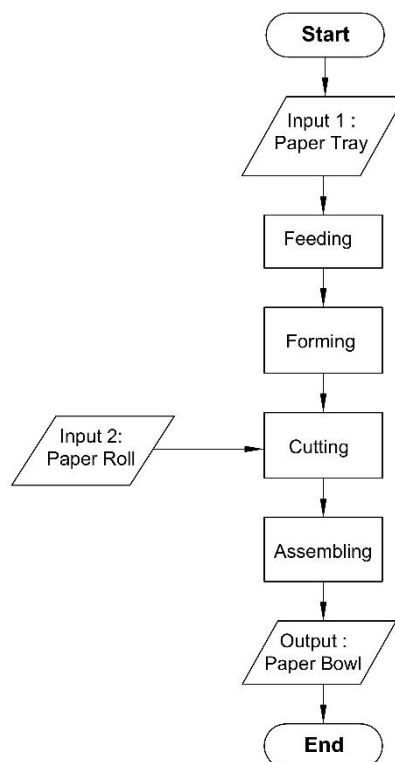 Start
Input 1 :
Paper Tray
Feeding
Forming
Input 2:
Paper Roll
Cutting
Assembling
Output :
Paper Bowl
End